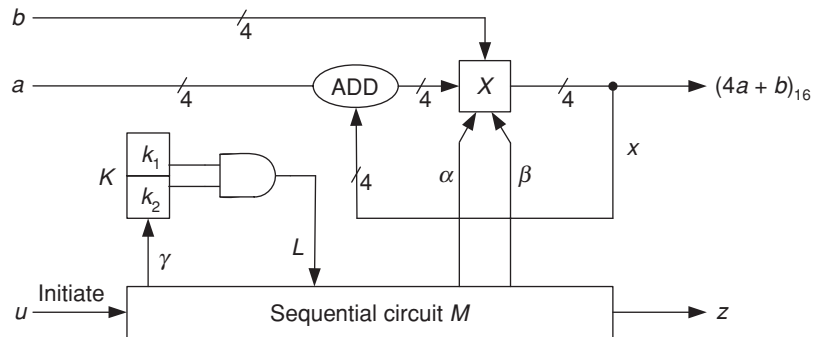 b
4
a
4
ADD
4
X
4
(4a + b)₁₆
x
K
k₁
k₂
4
α
β
L
γ
u
Initiate
Sequential circuit M
z